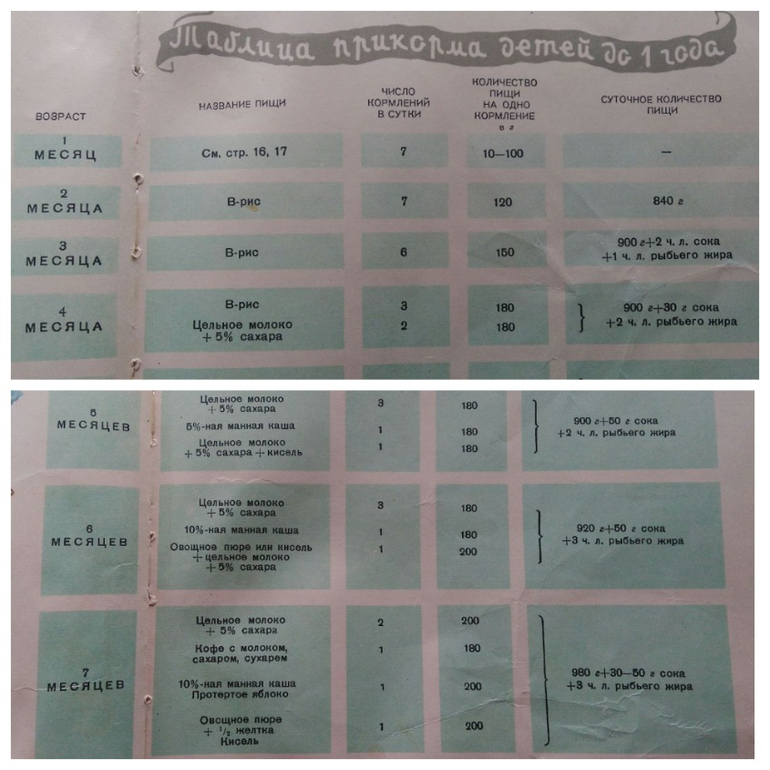 Таблица прикорма детей до 1 года
ВОЗРАСТ
НАЗВАНИЕ ПИЩИ
ЧИСЛО
КОРМЛЕНИЙ
В СУТКИ
КОЛИЧЕСТВО
ПИЩИ
НА ОДНО
КОРМЛЕНИЕ
в г
СУТОЧНОЕ КОЛИЧЕСТВО
ПИЩИ
1
МЕСЯЦ
См. стр. 16, 17
7
10—100
—
2
МЕСЯЦА
В-рис
7
120
840 г
3
МЕСЯЦА
В-рис
6
150
900 г+2 ч. л. сока
+1 ч. л. рыбьего жира
4
МЕСЯЦА
В-рис
3
180
Цельное молоко
+ 5% сахара
2
180
900 г+30 г сока
+2 ч. л. рыбьего жира
5
МЕСЯЦЕВ
Цельное молоко
+ 5% сахара
3
180
5%-ная манная каша
1
180
Цельное молоко
+ 5% сахара + кисель
1
180
900 г+50 г сока
+2 ч. л. рыбьего жира
6
МЕСЯЦЕВ
Цельное молоко
+ 5% сахара
3
180
10%-ная манная каша
1
180
Овощное пюре или кисель
+ цельное молоко
+ 5% сахара
1
200
920 г+50 г сока
+3 ч. л. рыбьего жира
7
МЕСЯЦЕВ
Цельное молоко
+ 5% сахара
2
200
Кофе с молоком,
сахаром, сухарем
1
180
10%-ная манная каша
Протертое яблоко
1
200
Овощное пюре
+ 1/2 желтка
Кисель
1
200
980 г+30—50 г сока
+3 ч. л. рыбьего жира